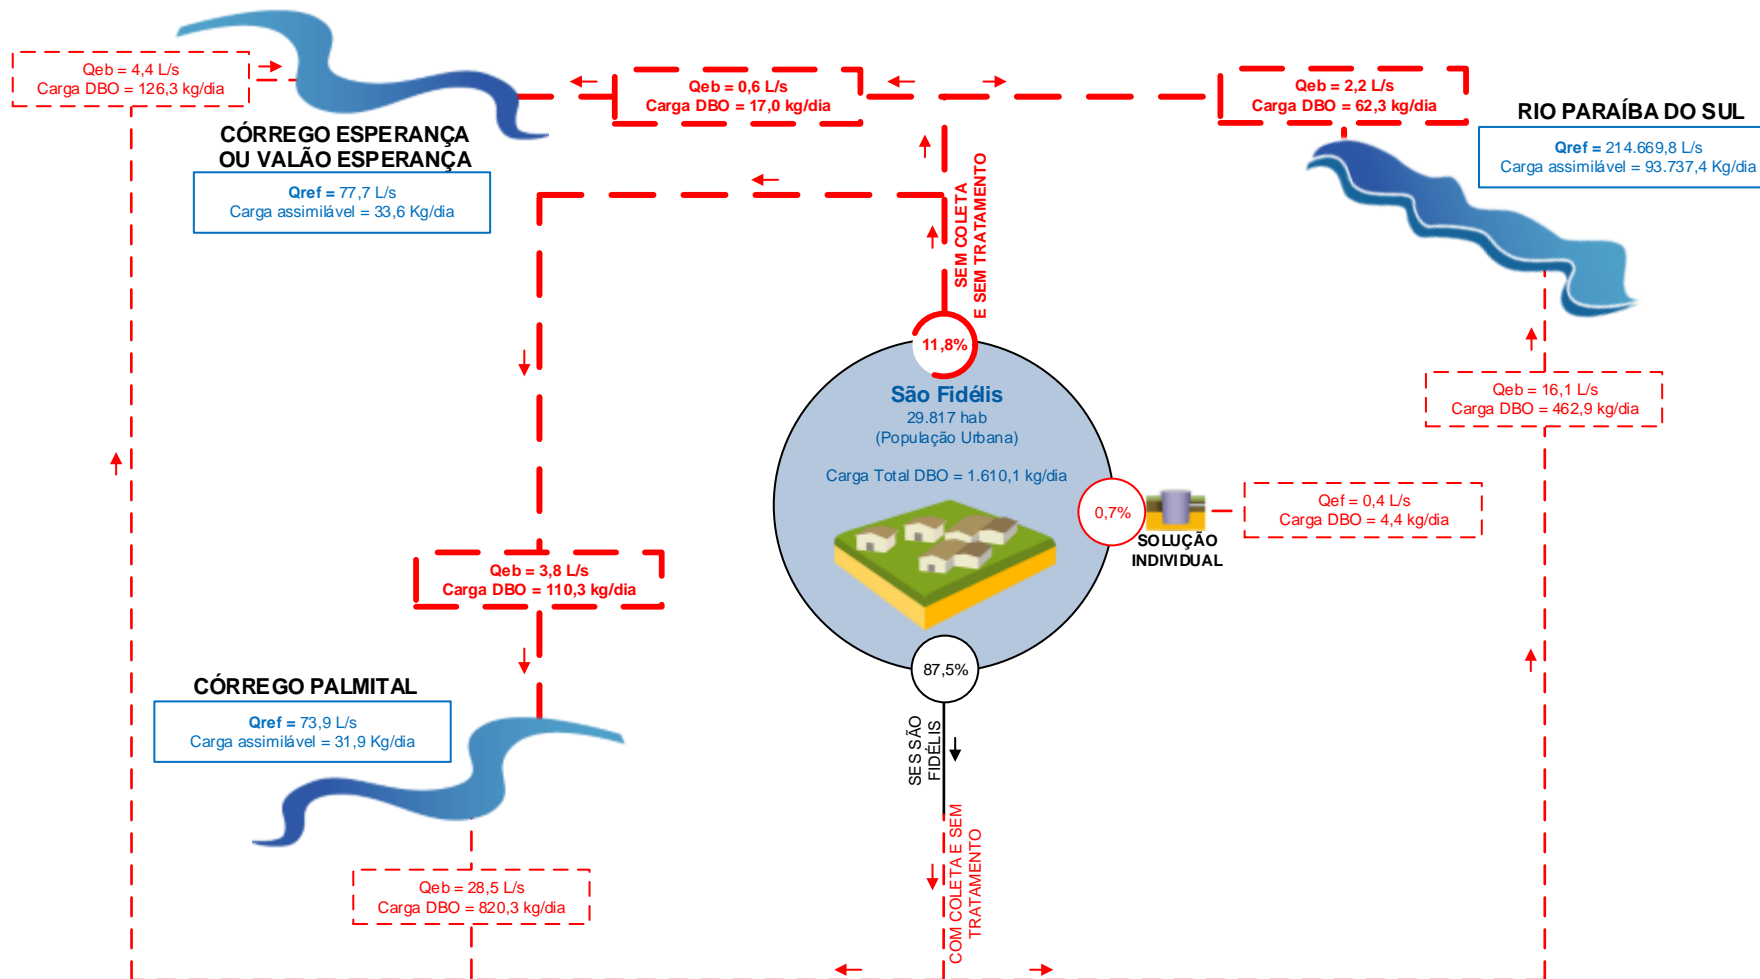 Qeb = 4,4 L/s
Carga DBO = 126,3 kg/dia
Qeb = 0,6 L/s
Carga DBO = 17,0 kg/dia
Qeb = 2,2 L/s
Carga DBO = 62,3 kg/dia
CÓRREGO ESPERANÇA
OU VALÃO ESPERANÇA
Qref = 77,7 L/s
Carga assimilável = 33,6 Kg/dia
RIO PARAÍBA DO SUL
Qref = 214.669,8 L/s
Carga assimilável = 93.737,4 Kg/dia
SEM COLETA
E SEM TRATAMENTO
11,8%
São Fidélis
29.817 hab
(População Urbana)
Carga Total DBO = 1.610,1 kg/dia
Qeb = 16,1 L/s
Carga DBO = 462,9 kg/dia
0,7%
SOLUÇÃO
INDIVIDUAL
Qef = 0,4 L/s
Carga DBO = 4,4 kg/dia
Qeb = 3,8 L/s
Carga DBO = 110,3 kg/dia
87,5%
CÓRREGO PALMITAL
Qref = 73,9 L/s
Carga assimilável = 31,9 Kg/dia
SES SÃO
FIDÉLIS
COM COLETA E SEM
TRATAMENTO
Qeb = 28,5 L/s
Carga DBO = 820,3 kg/dia